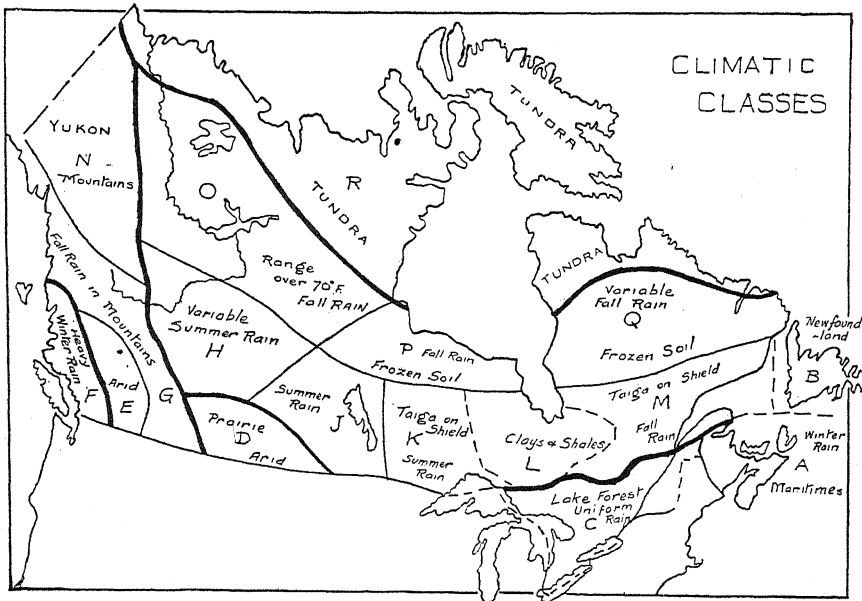 CLIMATIC
CLASSES
YUKON
N
Mountains
O
R
TUNDRA
TUNDRA
TUNDRA
Range
over 70°F.
Fall RAIN
Fall Rain in Mountains
G
Variable
Summer Rain
H
Heavy
Winter Rain
F
Arid
E
Prairie
D
Arid
Summer
Rain
J
P Fall Rain
Frozen Soil
Variable
Fall Rain
Q
Frozen Soil
Taiga on Shield
M
Fall
Rain
Taiga on
Shield
K
Summer
Rain
Clays & Shales
L
Lake Forest
Uniform
C Rain
Newfound
-land
B
Winter
Rain
A
Maritimes